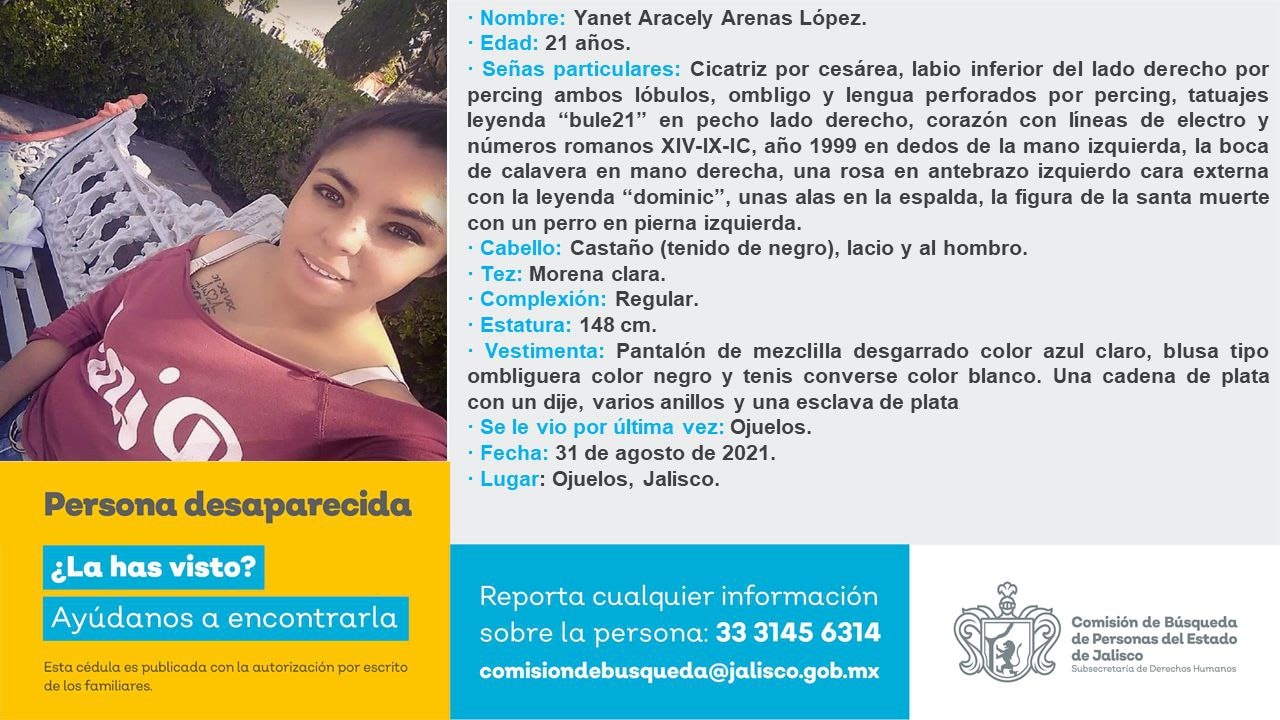 · Nombre: Yanet Aracely Arenas López.
· Edad: 21 años.
· Señas particulares: Cicatriz por cesárea, labio inferior del lado derecho por
percing ambos lóbulos, ombligo y lengua perforados por percing, tatuajes
leyenda “bule21” en pecho lado derecho, corazón con líneas de electro y
números romanos XIV-IX-IC, año 1999 en dedos de la mano izquierda, la boca
de calavera en mano derecha, una rosa en antebrazo izquierdo cara externa
con la leyenda “dominic”, unas alas en la espalda, la figura de la santa muerte
con un perro en pierna izquierda.
· Cabello: Castaño (tenido de negro), lacio y al hombro.
· Tez: Morena clara.
· Complexión: Regular.
· Estatura: 148 cm.
· Vestimenta: Pantalón de mezclilla desgarrado color azul claro, blusa tipo
ombliguera color negro y tenis converse color blanco. Una cadena de plata
con un dije, varios anillos y una esclava de plata
· Se le vio por última vez: Ojuelos.
· Fecha: 31 de agosto de 2021.
· Lugar: Ojuelos, Jalisco.
Persona desaparecida
¿La has visto?
Ayúdanos a encontrarla
Esta cédula es publicada con la autorización por escrito
de los familiares.
Reporta cualquier información
sobre la persona: 33 3145 6314
comisiondebusqueda@jalisco.gob.mx
Comisión de Búsqueda
de Personas del Estado
de Jalisco
Subsecretaría de Derechos Humanos